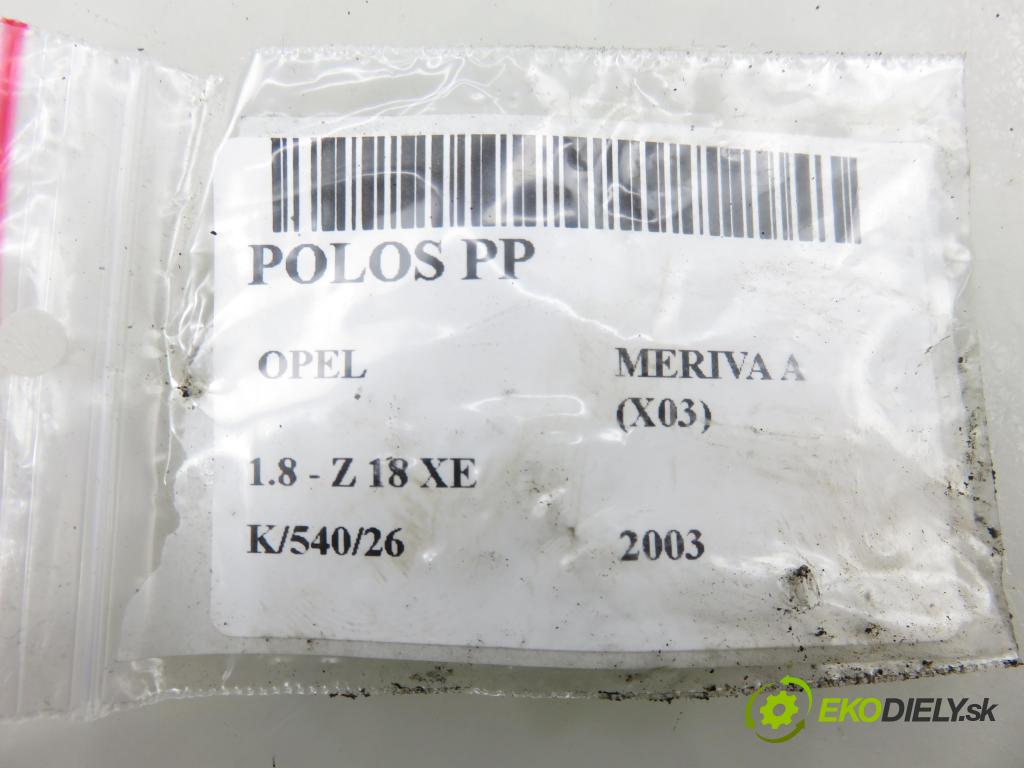 POLOS PP
OPEL MERIVA A
(X03)
1.8 - Z 18 XE
K/540/26 2003
EKODIELY.sk